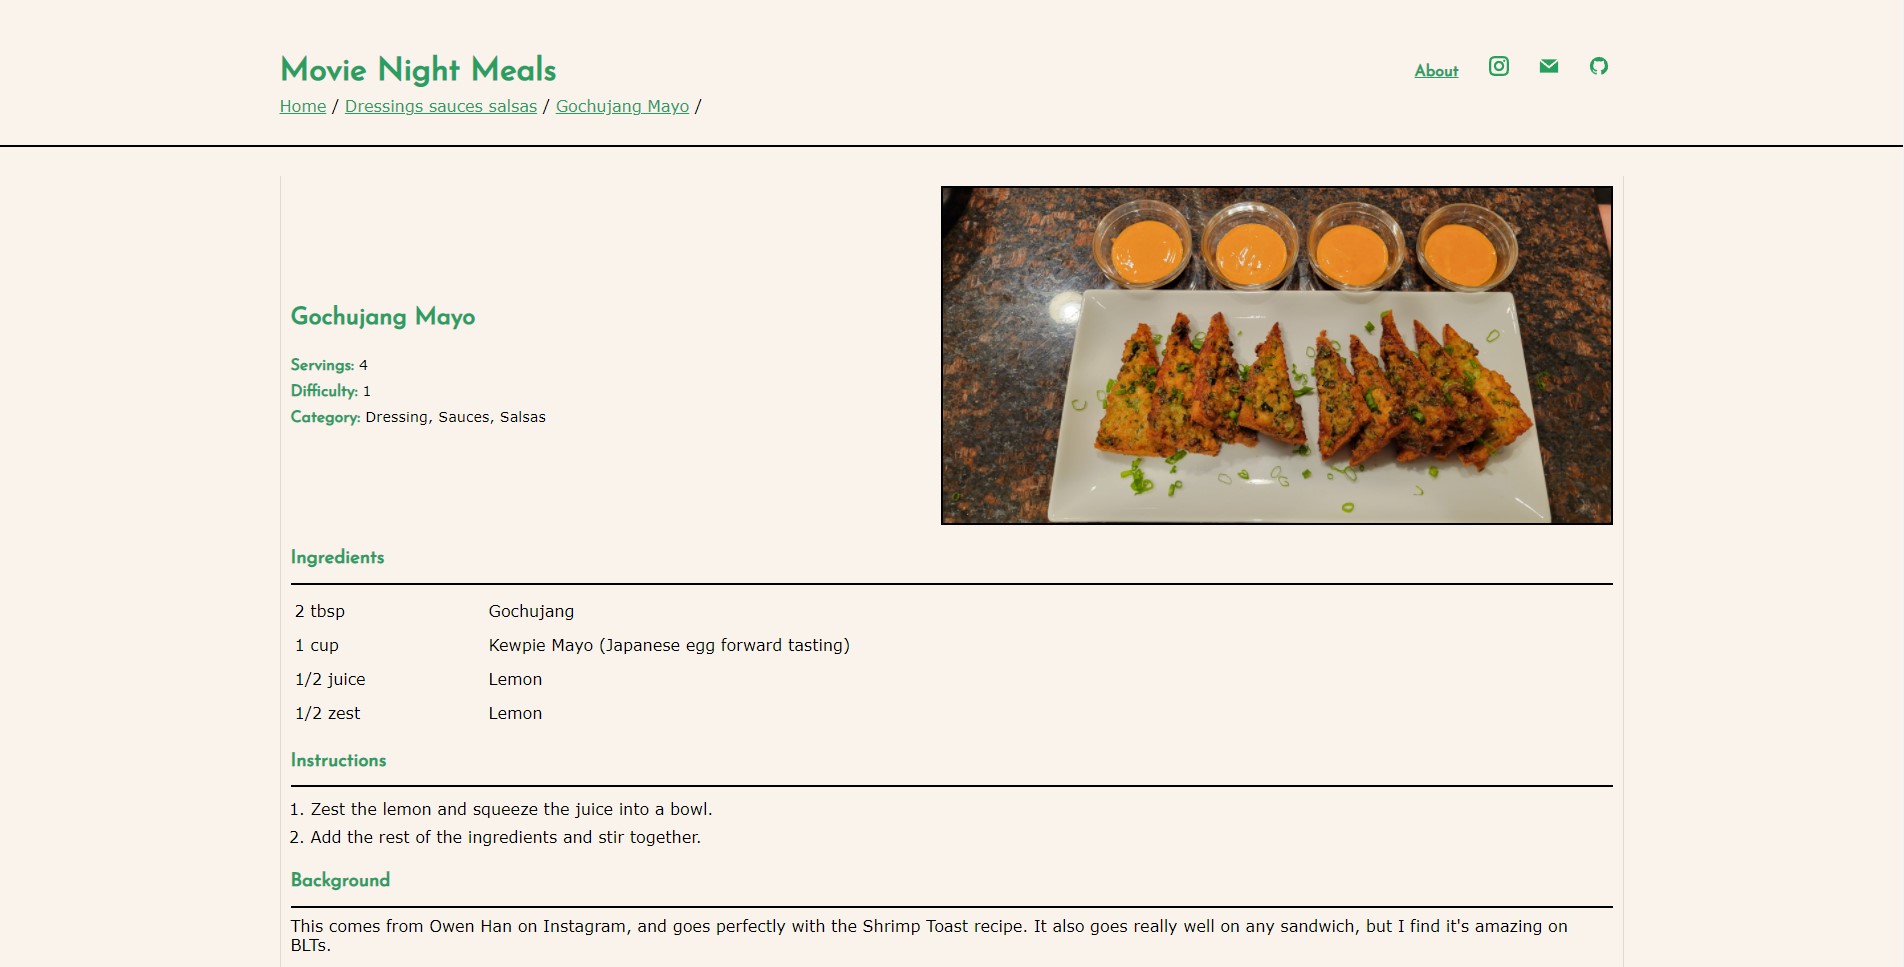 Movie Night Meals
About
Home / Dressings sauces salsas / Gochujang Mayo /
Gochujang Mayo
Servings: 4
Difficulty: 1
Category: Dressing, Sauces, Salsas
Ingredients
2 tbsp Gochujang
1 cup Kewpie Mayo (Japanese egg forward tasting)
1/2 juice Lemon
1/2 zest Lemon
Instructions
1. Zest the lemon and squeeze the juice into a bowl.
2. Add the rest of the ingredients and stir together.
Background
This comes from Owen Han on Instagram, and goes perfectly with the Shrimp Toast recipe. It also goes really well on any sandwich, but I find it's amazing on
BLTs.